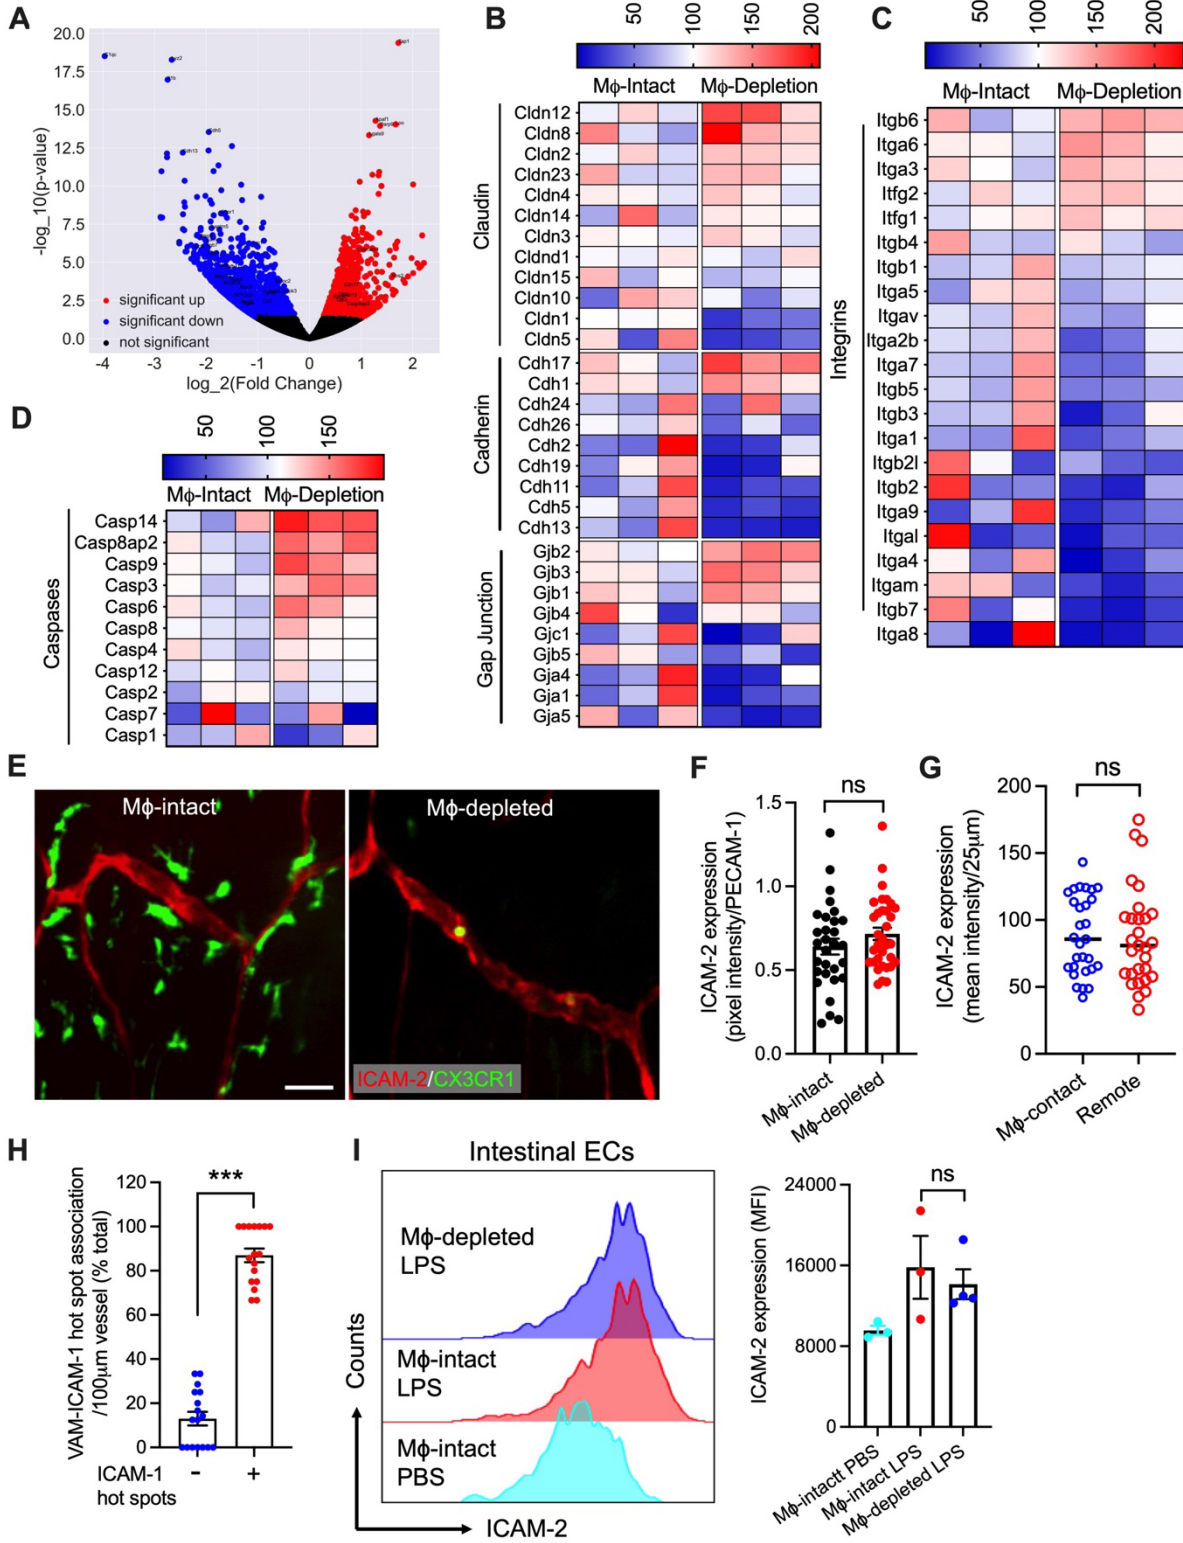 A
20.0
17.5
15.0
12.5
10.0
7.5
5.0
2.5
0.0
-log_10(p-value)
significant up
significant down
not significant
-4
-3
-2
-1
0
1
2
log_2(Fold Change)
B
50
100
150
200
Mϕ-Intact
Mϕ-Depletion
Claudin
Cldn12
Cldn8
Cldn2
Cldn23
Cldn4
Cldn14
Cldn3
Cldnd1
Cldn15
Cldn10
Cldn1
Cldn5
Cadherin
Cdh17
Cdh1
Cdh24
Cdh26
Cdh2
Cdh19
Cdh11
Cdh5
Cdh13
Gap Junction
Gjb2
Gjb3
Gjb1
Gjb4
Gjc1
Gjb5
Gja4
Gja1
Gja5
C
50
100
150
200
Mϕ-Intact
Mϕ-Depletion
Integrins
Itgb6
Itga6
Itga3
Itfg2
Itfg1
Itgb4
Itgb1
Itga5
Itgav
Itga2b
Itga7
Itgb5
Itgb3
Itga1
Itgb2l
Itgb2
Itga9
Itgal
Itga4
Itgam
Itgb7
Itga8
D
50
100
150
Mϕ-Intact
Mϕ-Depletion
Caspases
Casp14
Casp8ap2
Casp9
Casp3
Casp6
Casp8
Casp4
Casp12
Casp2
Casp7
Casp1
E
Mϕ-intact
Mϕ-depleted
ICAM-2/CX3CR1
F
ns
1.5
1.0
0.5
0.0
ICAM-2 expression
(pixel intensity/PECAM-1)
Mϕ-intact
Mϕ-depleted
G
ns
200
150
100
50
0
ICAM-2 expression
(mean intensity/25μm)
Mϕ-contact
Remote
H
***
120
100
80
60
40
20
0
VAM-ICAM-1 hot spot association
/100μm vessel (% total)
ICAM-1
hot spots
-
+
I
Intestinal ECs
Mϕ-depleted
LPS
Mϕ-intact
LPS
Mϕ-intact
PBS
Counts
ICAM-2
ns
24000
16000
8000
0
ICAM-2 expression (MFI)
Mϕ-intactt PBS
Mϕ-intact LPS
Mϕ-depleted LPS